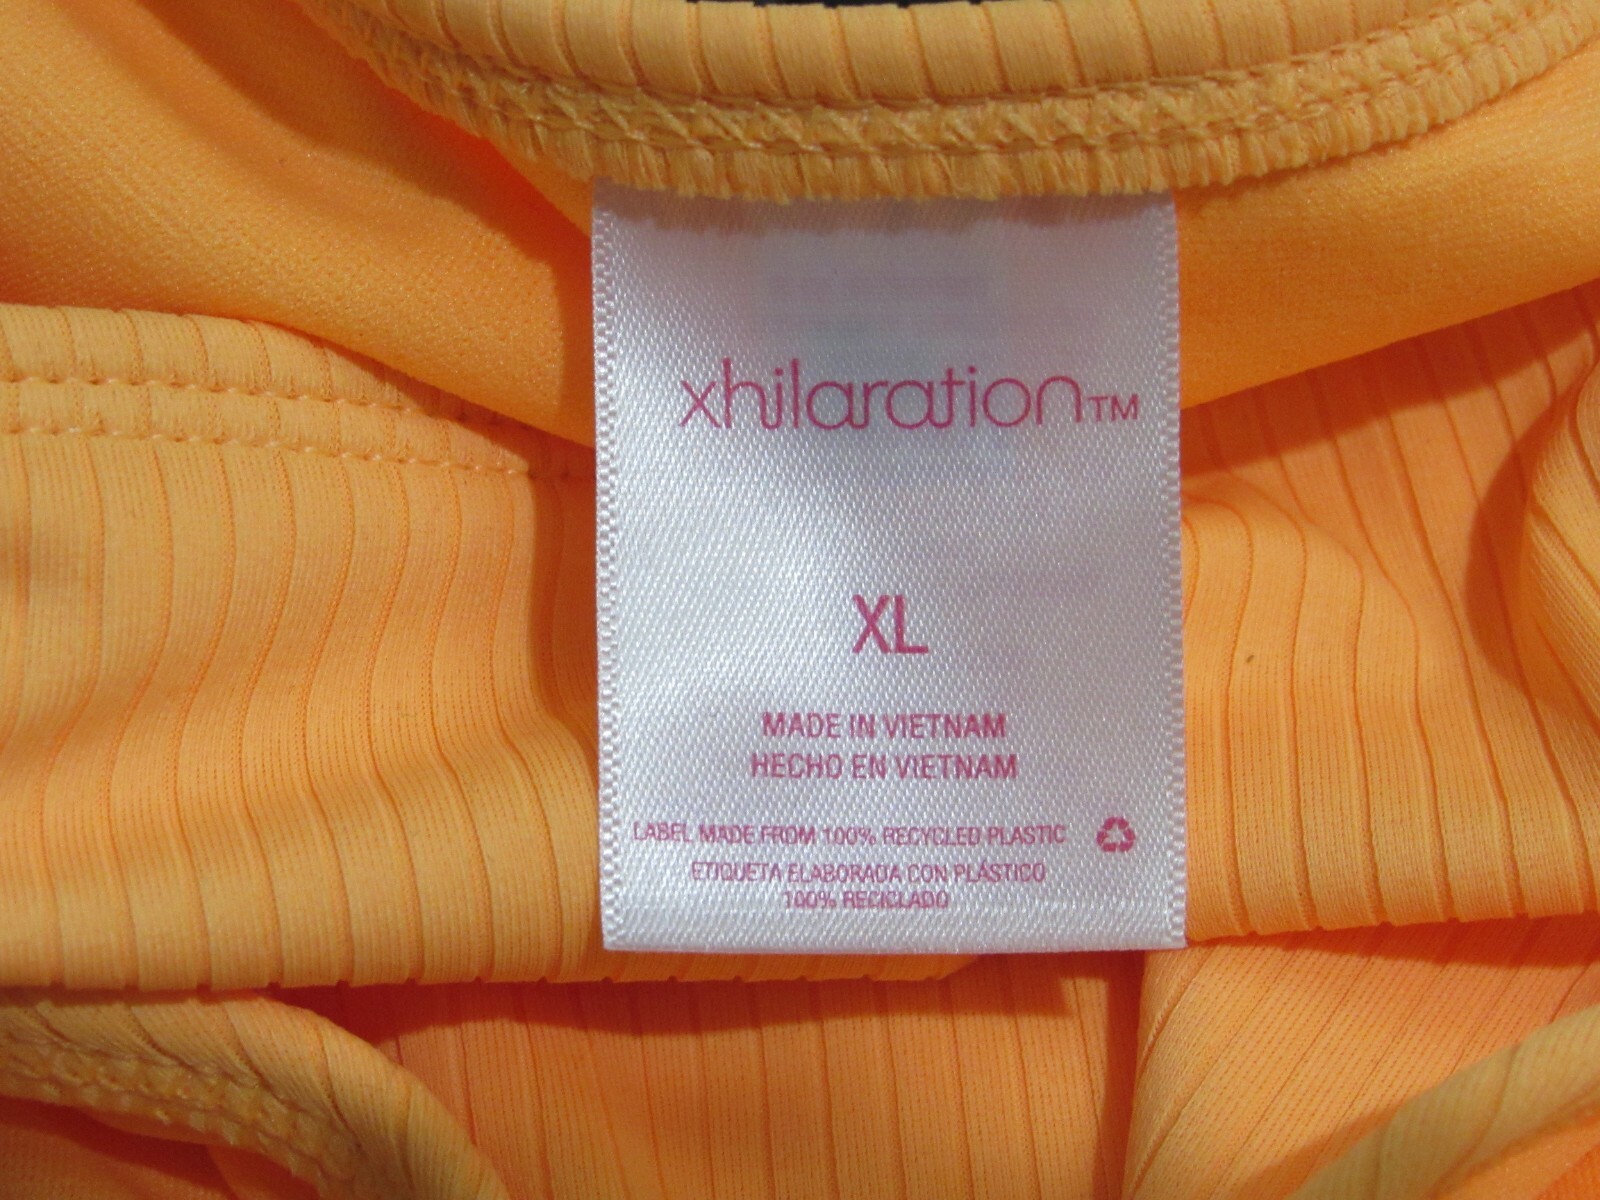 xhilaration™
XL
MADE IN VIETNAM
HECHO EN VIETNAM
LABEL MADE FROM 100% RECYCLED PLASTIC
ETIQUETA ELABORADA CON PLÁSTICO
100% RECICLADO